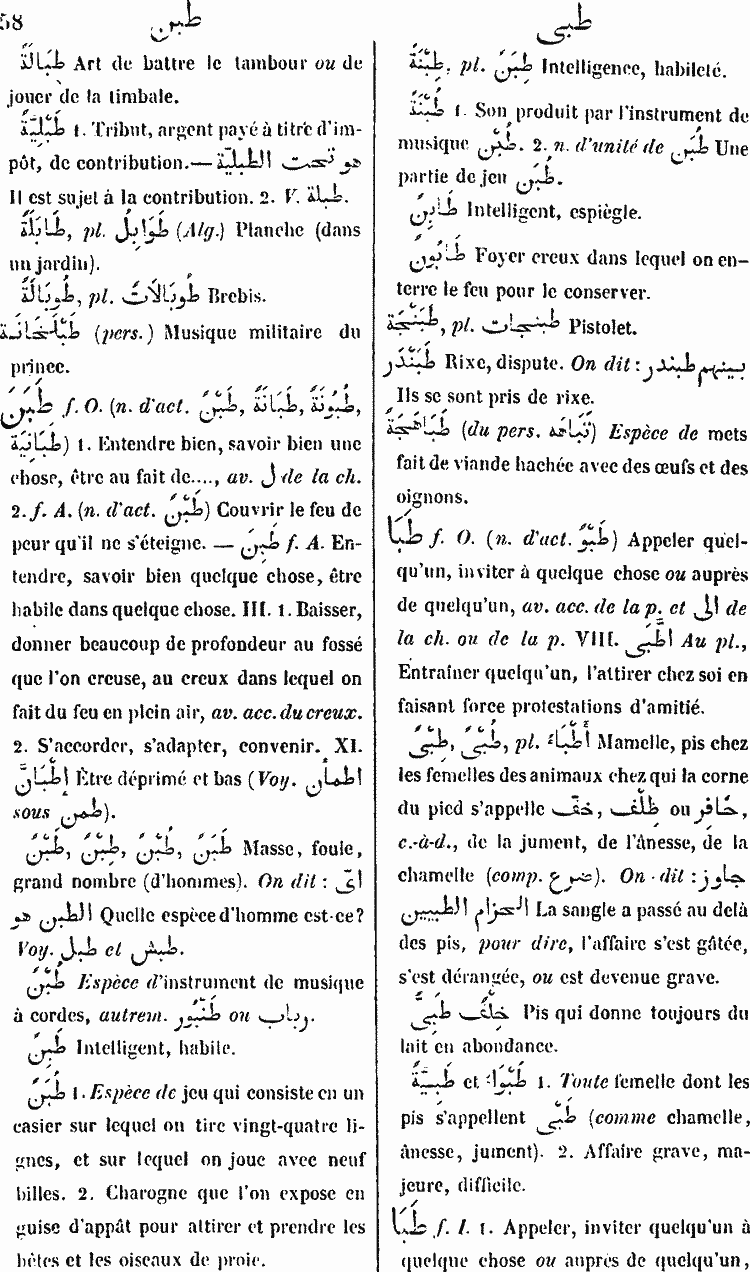 58
طبن
طبى
طِبَالَةٌ Art de battre le tambour ou de
jouer de la timbale.
طَبْلِيَّةٌ 1. Tribut, argent payé à titre d'im-
pôt, de contribution.— هو تحت الطبليّة
Il est sujet à la contribution. 2. V. طبلة.
طَابَلَةٌ, pl. طَوَابِلُ (Alg.) Planche (dans
un jardin).
طُوبَالَةٌ, pl. طُوبَالَاتٌ Brebis.
طَبْلَخَانَة (pers.) Musique militaire du
prince.
طَبَنَ f. O. (n. d'act. طَبْنٌ, طَبَانَةٌ, طُبُونَةٌ,
طَبَانِيَةٌ) 1. Entendre bien, savoir bien une
chose, être au fait de...., av. ل de la ch.
2. f. A. (n. d'act. طَبْنٌ) Couvrir le feu de
peur qu'il ne s'éteigne. — طَبِنَ f. A. En-
tendre, savoir bien quelque chose, être
habile dans quelque chose. III. 1. Baisser,
donner beaucoup de profondeur au fossé
que l'on creuse, au creux dans lequel on
fait du feu en plein air, av. acc. du creux.
2. S'accorder, s'adapter, convenir. XI.
إِطْبَانَّ Être déprimé et bas (Voy. اطمأن
sous طمن).
طَبَنٌ, طُبْنٌ, طِبْنٌ, طَبْنٌ Masse, foule,
grand nombre (d'hommes). On dit : اىّ
الطبن هو Quelle espèce d'homme est-ce?
Voy. طبل et طبش.
طُبْنٌ Espèce d'instrument de musique
à cordes, autrem. طَنْبُور ou رباب.
طَبِنٌ Intelligent, habile.
طُبَنٌ 1. Espèce de jeu qui consiste en un
casier sur lequel on tire vingt-quatre li-
gnes, et sur lequel on joue avec neuf
billes. 2. Charogne que l'on expose en
guise d'appât pour attirer et prendre les
bêtes et les oiseaux de proie.
طِبْنَةٌ, pl. طِبَنٌ Intelligence, habileté.
طُبْنَةٌ 1. Son produit par l'instrument de
musique طُبْن. 2. n. d'unité de طُبَن Une
partie de jeu طُبَن.
طَابِنٌ Intelligent, espiègle.
طَابُونٌ Foyer creux dans lequel on en-
terre le feu pour le conserver.
طَبَنْجَة, pl. طبنجات Pistolet.
طَبَنْدَر Rixe, dispute. On dit : بينهم طبندر
Ils se sont pris de rixe.
طَبَاهَجَةٌ (du pers. تَبَاهَه) Espèce de mets
fait de viande hachée avec des œufs et des
oignons.
طَبَا f. O. (n. d'act. طَبْوٌ) Appeler quel-
qu'un, inviter à quelque chose ou auprès
de quelqu'un, av. acc. de la p. et الى de
la ch. ou de la p. VIII. اطَّبَى Au pl.,
Entraîner quelqu'un, l'attirer chez soi en
faisant force protestations d'amitié.
طِبْىٌ, طُبْىٌ, pl. أَطْبَاءٌ Mamelle, pis chez
les femelles des animaux chez qui la corne
du pied s'appelle خفّ, ظِلْف ou حَافِر,
c.-à-d., de la jument, de l'ânesse, de la
chamelle (comp. ضرع). On dit : جاوز
الحزام الطبيين La sangle a passé au delà
des pis, pour dire, l'affaire s'est gâtée,
s'est dérangée, ou est devenue grave.
خِلْفٌ طَبِىٌّ Pis qui donne toujours du
lait en abondance.
طَبْوَاءُ et طَبِيَّةٌ 1. Toute femelle dont les
pis s'appellent طُبْى (comme chamelle,
ânesse, jument). 2. Affaire grave, ma-
jeure, difficile.
طَبَا f. I. 1. Appeler, inviter quelqu'un à
quelque chose ou auprès de quelqu'un,